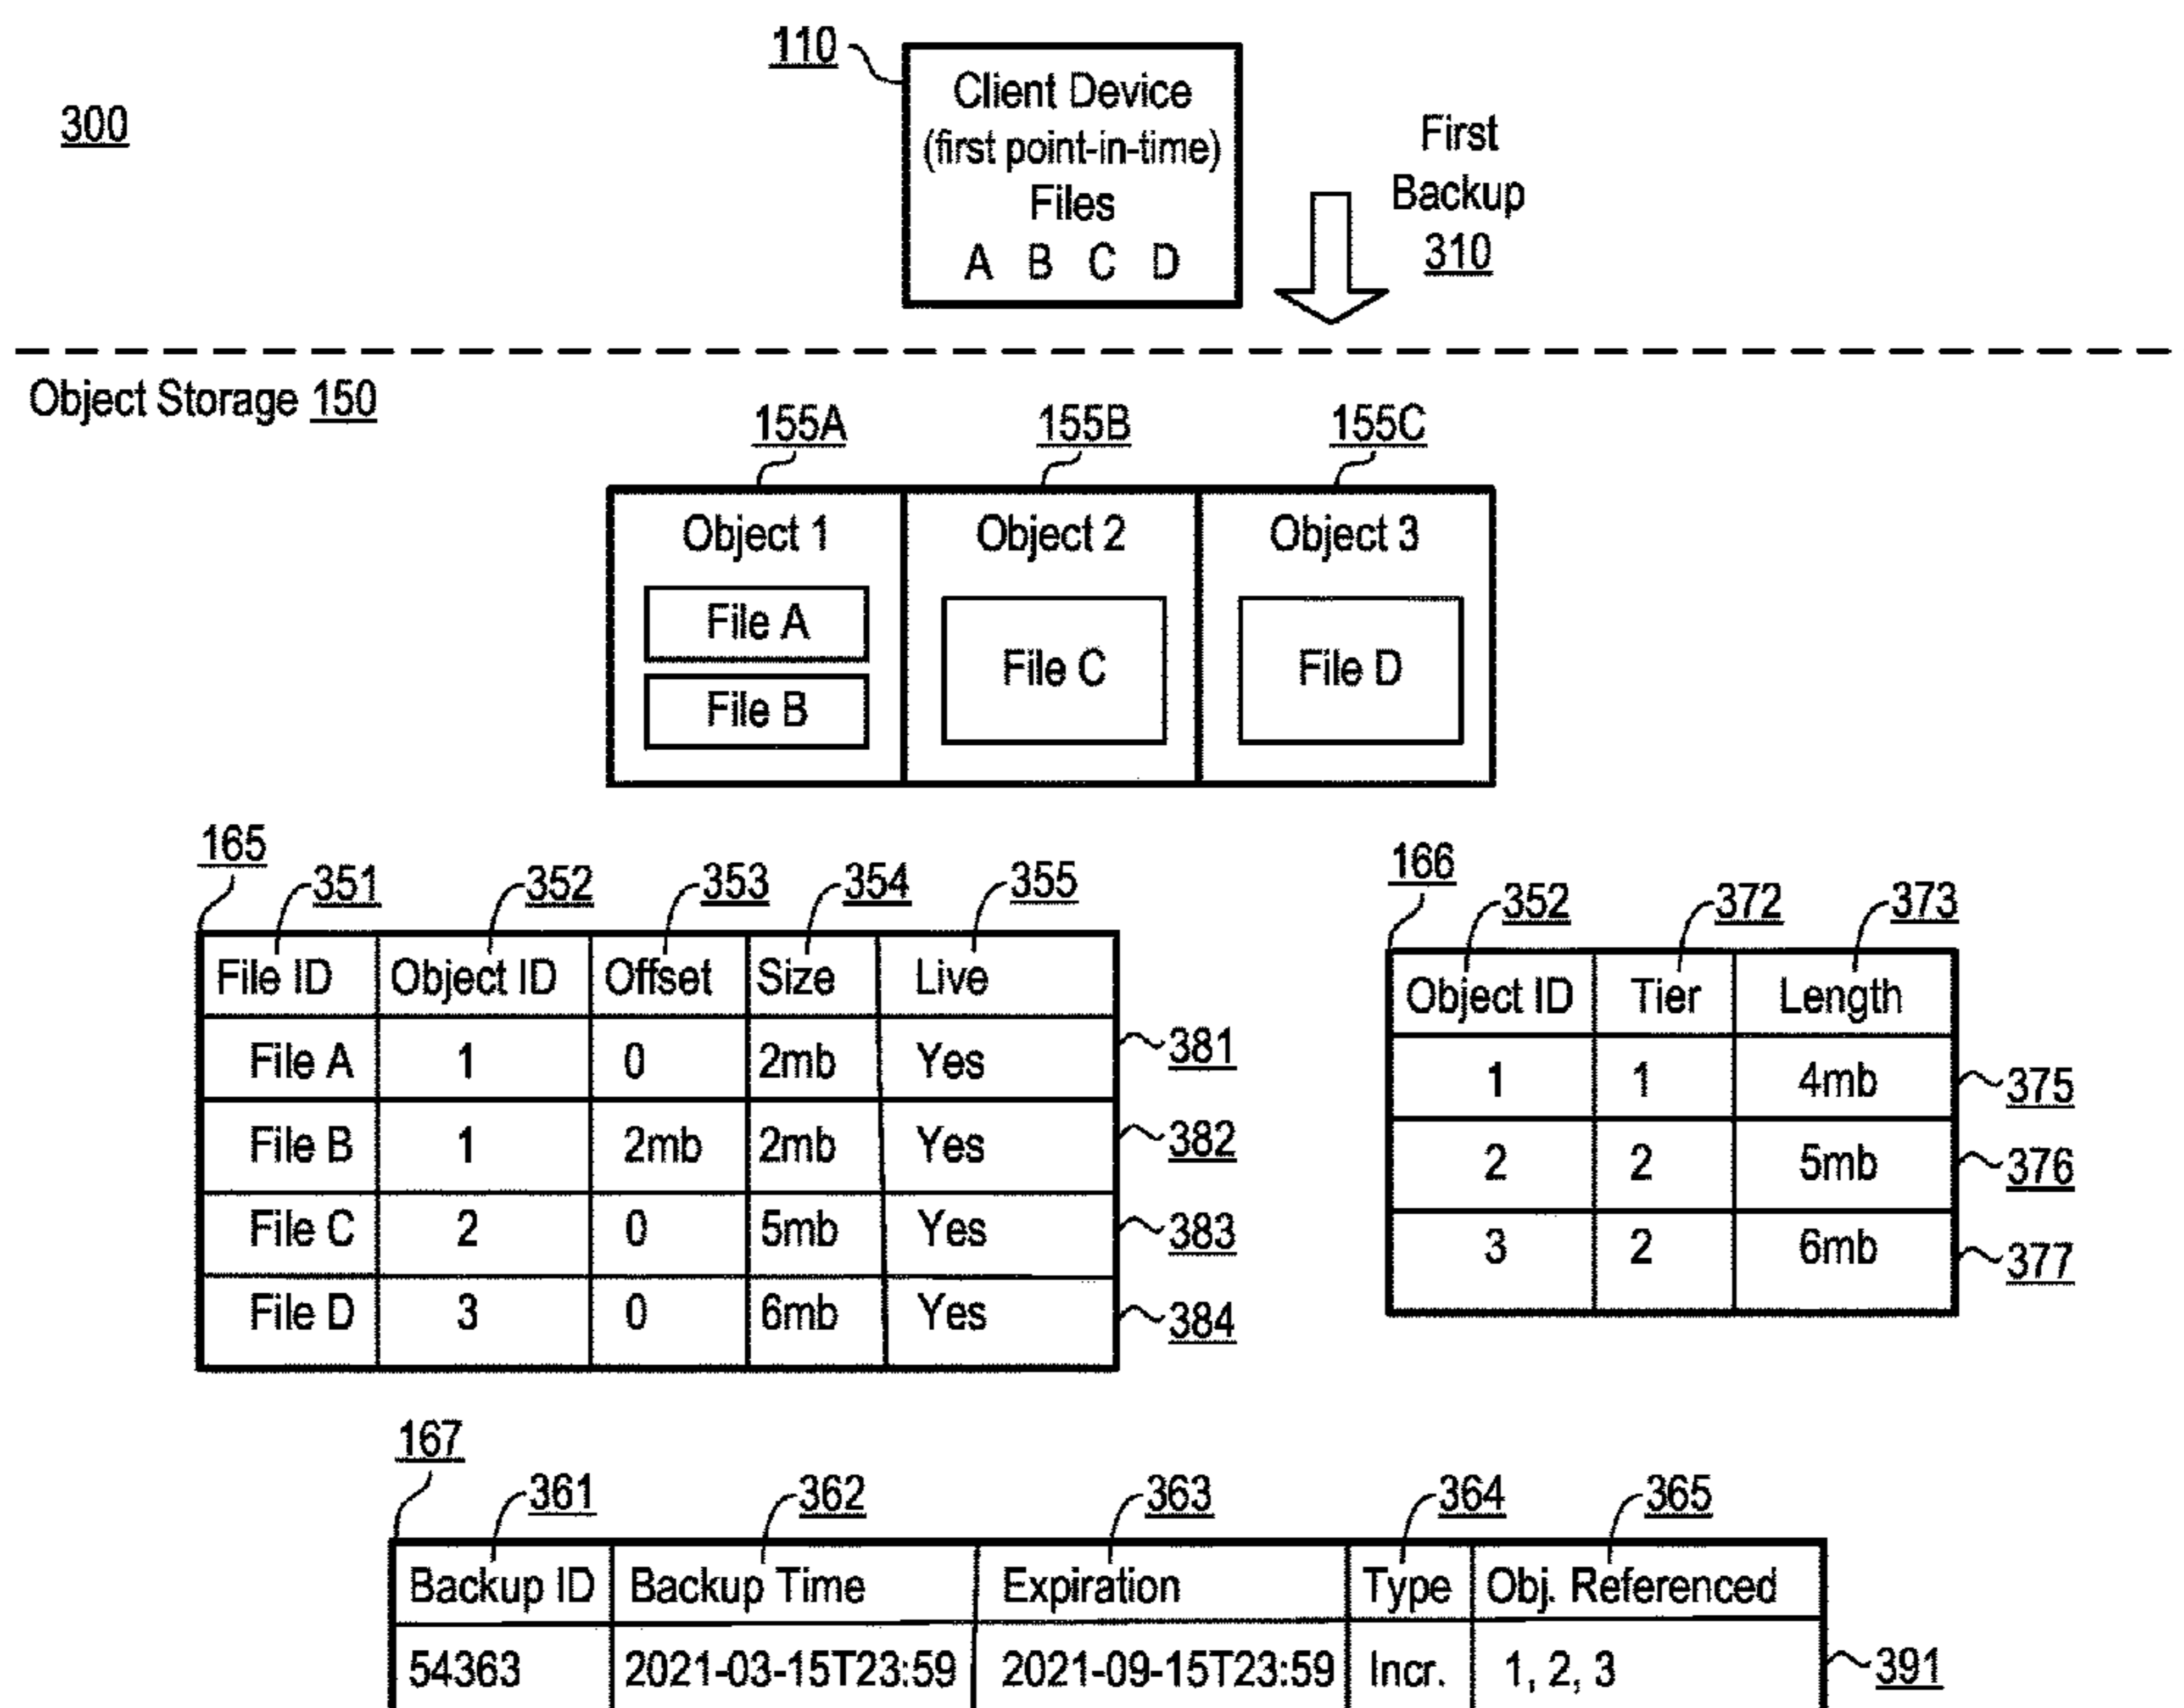 110
Client Device
(first point-in-time)
Files
A B C D
300
First
Backup
310
Object Storage 150
155A 155B 155C
Object 1 Object 2 Object 3
File A
File B
File C
File D
165
351 352 353 354 355
File ID Object ID Offset Size Live
File A 1 0 2mb Yes 381
File B 1 2mb 2mb Yes 382
File C 2 0 5mb Yes 383
File D 3 0 6mb Yes 384
166
352 372 373
Object ID Tier Length
1 1 4mb 375
2 2 5mb 376
3 2 6mb 377
167
361 362 363 364 365
Backup ID Backup Time Expiration Type Obj. Referenced
54363 2021-03-15T23:59 2021-09-15T23:59 Incr. 1, 2, 3 391